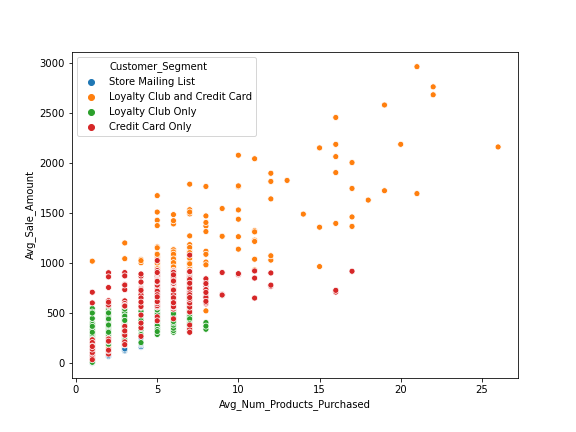 Customer_Segment
Store Mailing List
Loyalty Club and Credit Card
Loyalty Club Only
Credit Card Only
Avg_Sale_Amount
3000
2500
2000
1500
1000
500
0
0 5 10 15 20 25
Avg_Num_Products_Purchased